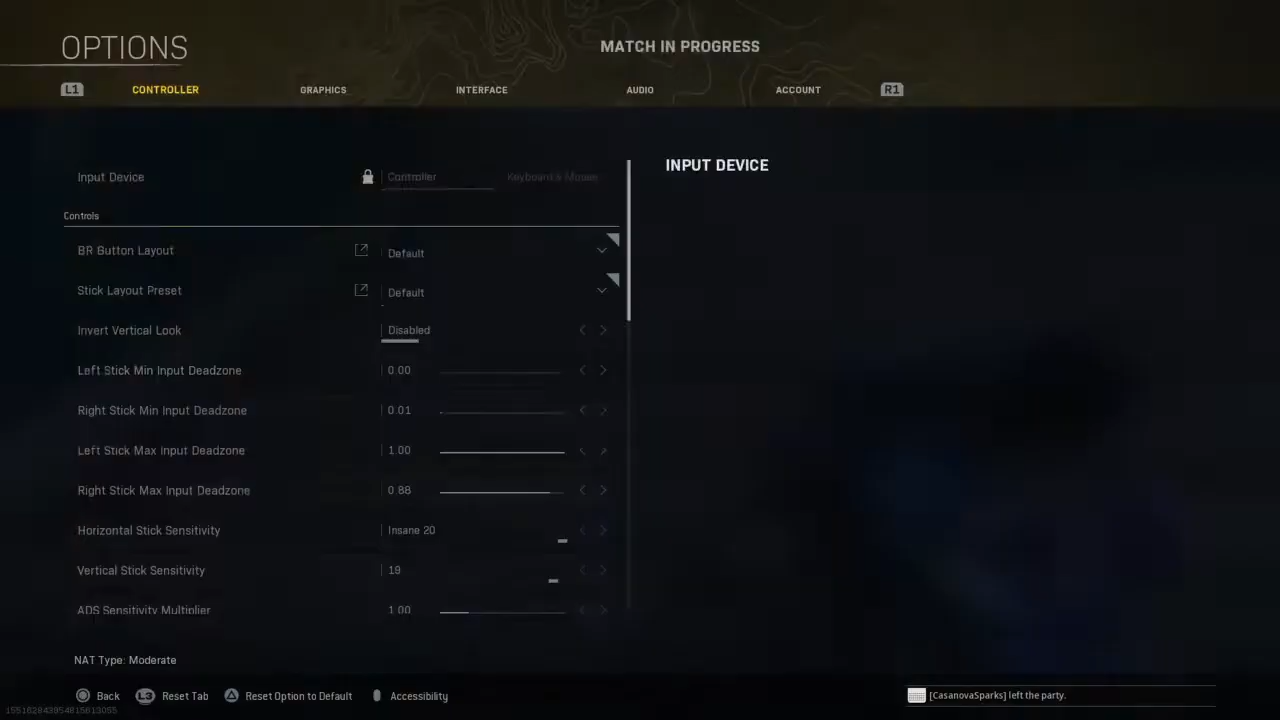 OPTIONS
MATCH IN PROGRESS
L1 CONTROLLER GRAPHICS INTERFACE AUDIO ACCOUNT R1
Input Device Controller Keyboard & Mouse
INPUT DEVICE
Controls
BR Button Layout Default
Stick Layout Preset Default
Invert Vertical Look Disabled
Left Stick Min Input Deadzone 0.00
Right Stick Min Input Deadzone 0.01
Left Stick Max Input Deadzone 1.00
Right Stick Max Input Deadzone 0.88
Horizontal Stick Sensitivity Insane 20
Vertical Stick Sensitivity 19
ADS Sensitivity Multiplier 1.00
NAT Type: Moderate
Back L3 Reset Tab Reset Option to Default Accessibility
[CasanovaSparks] left the party.